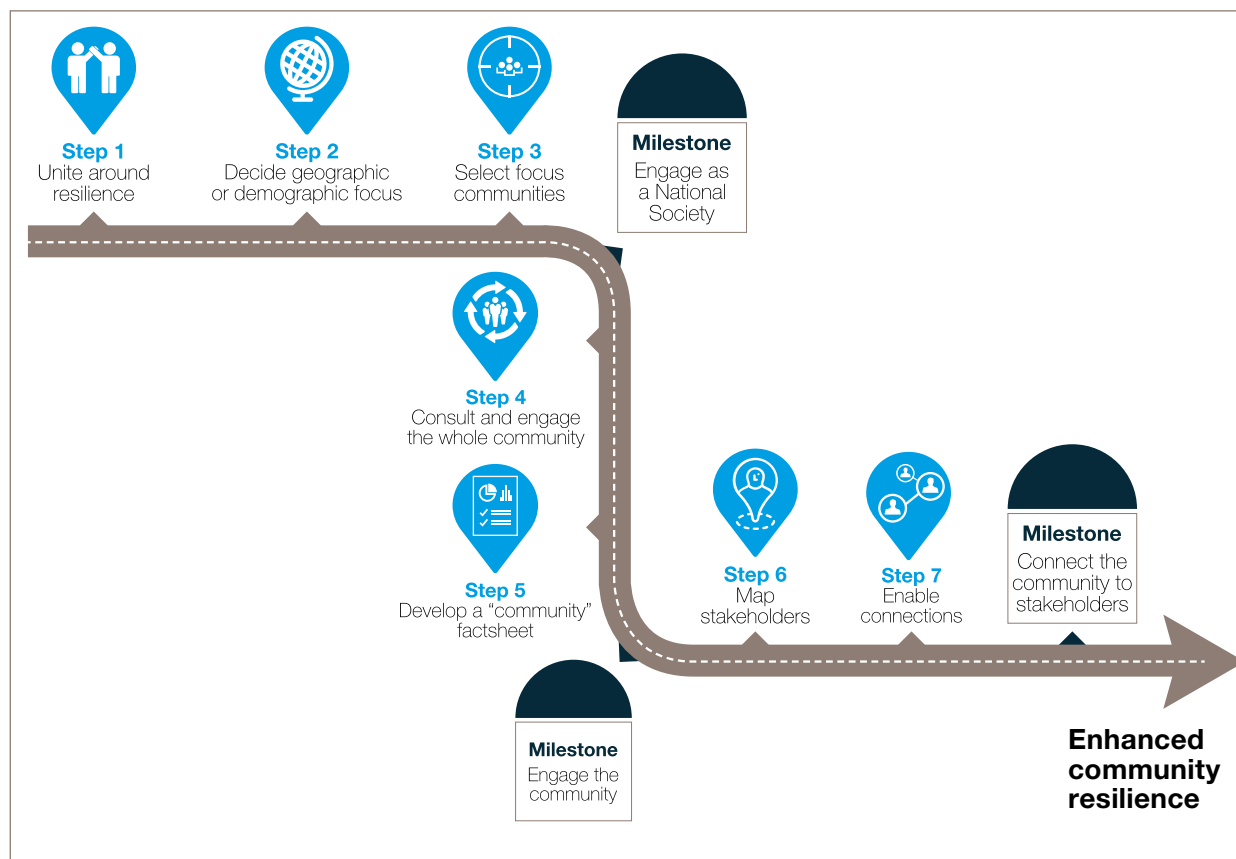 Step 1
Unite around
resilience
Step 2
Decide geographic
or demographic focus
Step 3
Select focus
communities
Milestone
Engage as
a National
Society
Step 4
Consult and engage
the whole community
Step 5
Develop a “community”
factsheet
Milestone
Engage the
community
Step 6
Map
stakeholders
Step 7
Enable
connections
Milestone
Connect the
community to
stakeholders
Enhanced
community
resilience